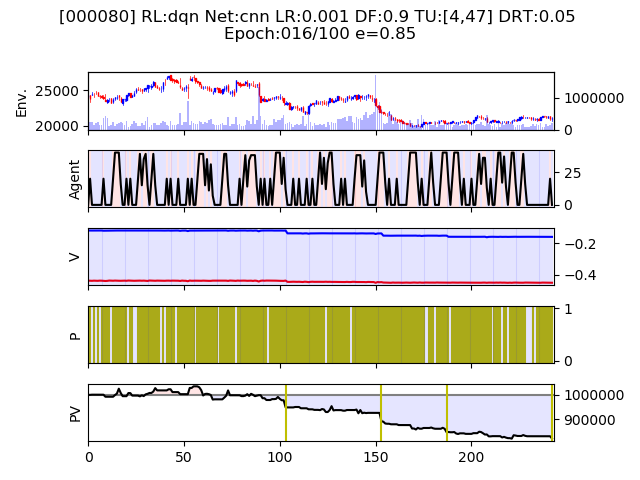 [000080] RL:dqn Net:cnn LR:0.001 DF:0.9 TU:[4,47] DRT:0.05
Epoch:016/100 e=0.85
Env.
25000
20000
1000000
0
Agent
25
0
V
−0.2
−0.4
P
1
0
PV
1000000
900000
0
50
100
150
200